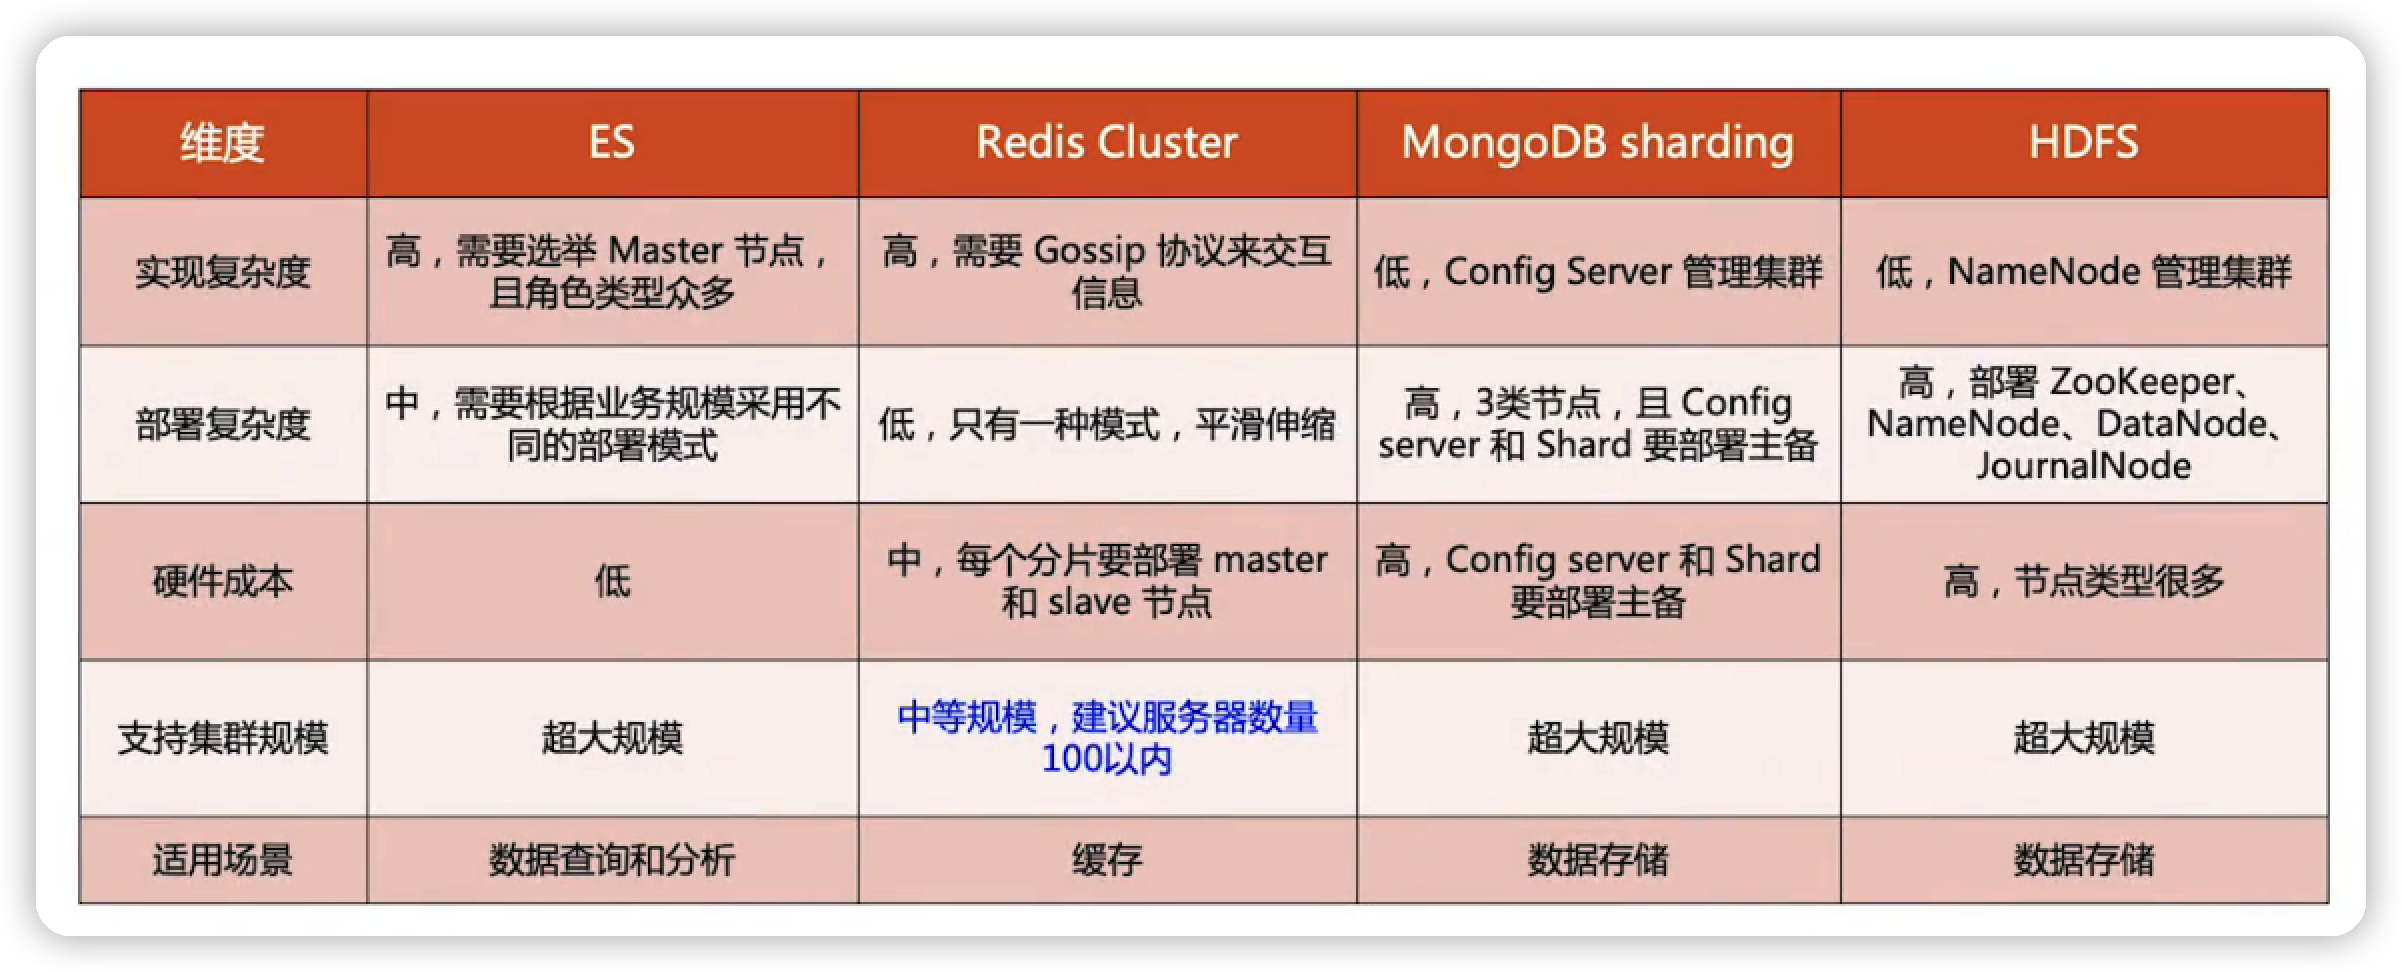 维度
ES
Redis Cluster
MongoDB sharding
HDFS
实现复杂度
高，需要选举 Master 节点，
且角色类型众多
高，需要 Gossip 协议来交互
信息
低，Config Server 管理集群
低，NameNode 管理集群
部署复杂度
中，需要根据业务规模采用不
同的部署模式
低，只有一种模式，平滑伸缩
高，3类节点，且 Config
server 和 Shard 要部署主备
高，部署 ZooKeeper、
NameNode、DataNode、
JournalNode
硬件成本
低
中，每个分片要部署 master
和 slave 节点
高，Config server 和 Shard
要部署主备
高，节点类型很多
支持集群规模
超大规模
中等规模，建议服务器数量
100以内
超大规模
超大规模
适用场景
数据查询和分析
缓存
数据存储
数据存储